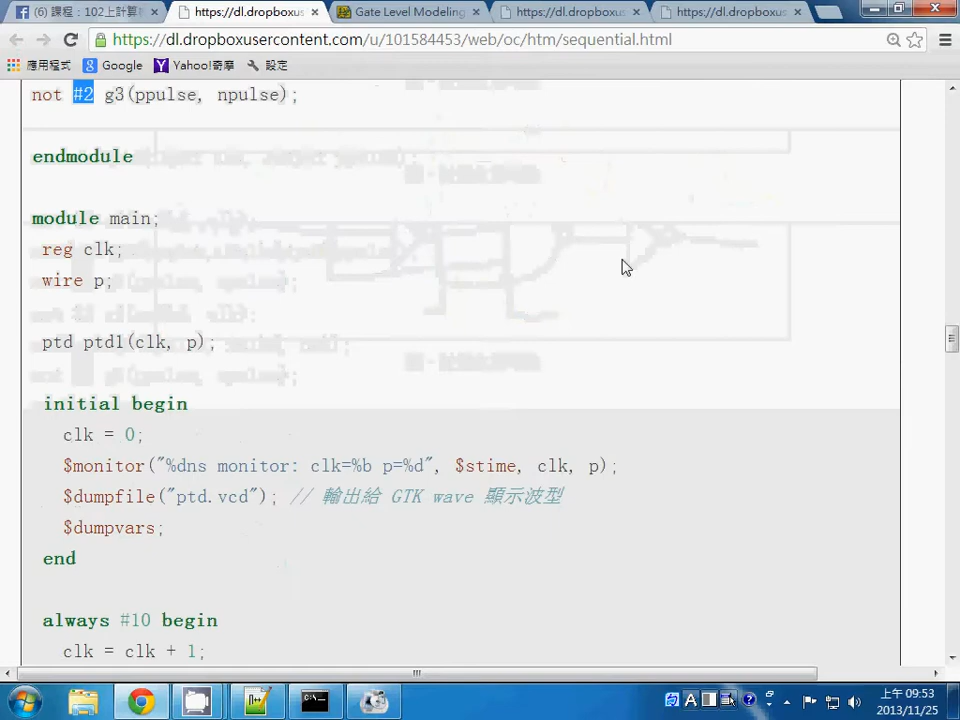 (6) 課程：102上計算
https://dl.dropboxus
Gate Level Modeling
https://dl.dropboxus
https://dl.dropboxus
https://dl.dropboxusercontent.com/u/101584453/web/oc/htm/sequential.html
應用程式 Google Yahoo!奇摩 設定
not #2 g3(ppulse, npulse);
endmodule
module main;
reg clk;
wire p;
ptd ptd1(clk, p);
initial begin
clk = 0;
$monitor("%dns monitor: clk=%b p=%d", $stime, clk, p);
$dumpfile("ptd.vcd"); // 輸出給 GTK wave 顯示波型
$dumpvars;
end
always #10 begin
clk = clk + 1;
上午 09:53
2013/11/25